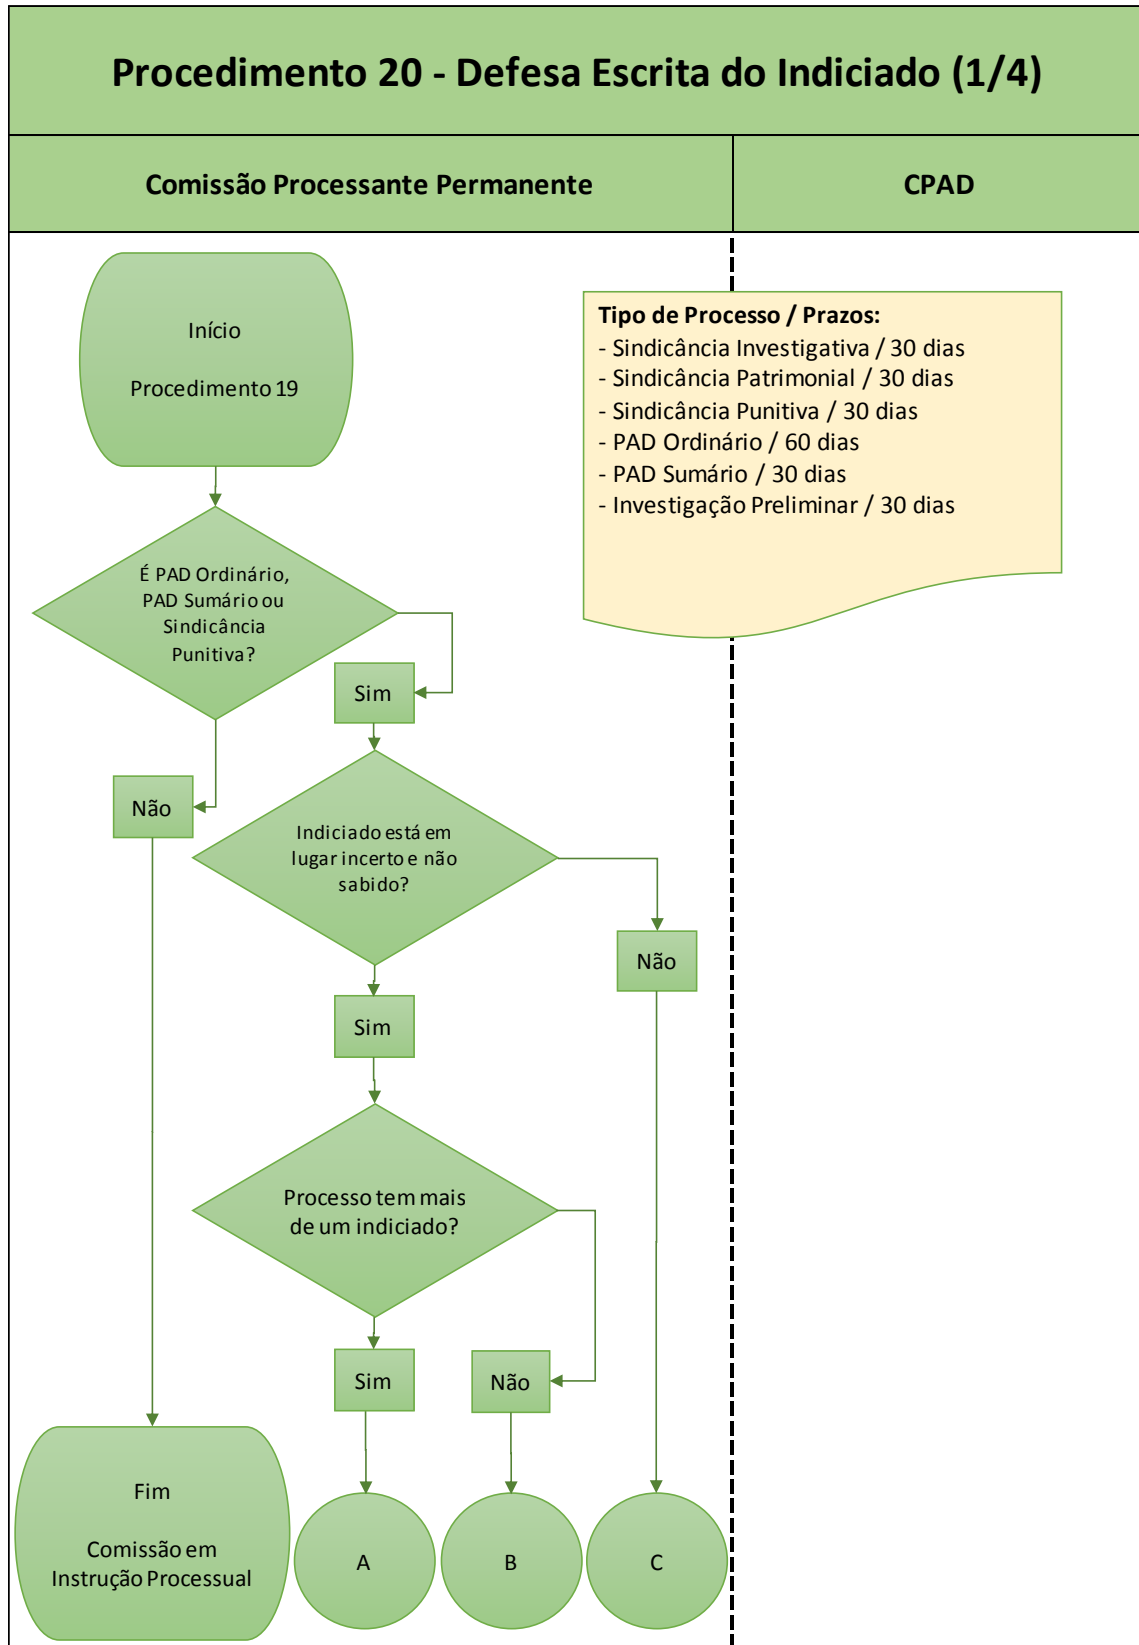 Procedimento 20 - Defesa Escrita do Indiciado (1/4)
Comissão Processante Permanente
CPAD
Início
Procedimento 19
Tipo de Processo / Prazos:
- Sindicância Investigativa / 30 dias
- Sindicância Patrimonial / 30 dias
- Sindicância Punitiva / 30 dias
- PAD Ordinário / 60 dias
- PAD Sumário / 30 dias
- Investigação Preliminar / 30 dias
É PAD Ordinário,
PAD Sumário ou
Sindicância
Punitiva?
Sim
Não
Indiciado está em
lugar incerto e não
sabido?
Não
Sim
Processo tem mais
de um indiciado?
Sim
Não
Fim
Comissão em
Instrução Processual
A
B
C